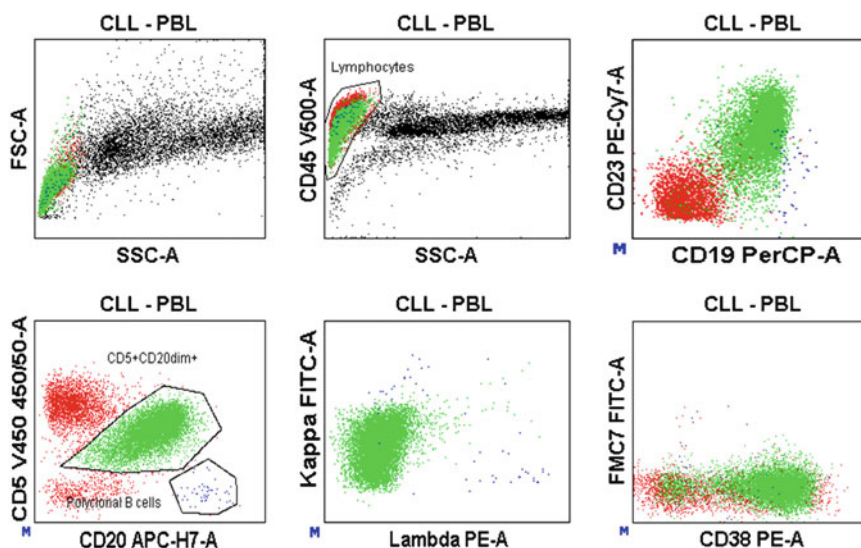 CLL - PBL
FSC-A
SSC-A
CLL - PBL
Lymphocytes
CD45 V500-A
SSC-A
CLL - PBL
CD23 PE-Cy7-A
M
CD19 PerCP-A
CLL - PBL
CD5+CD20dim+
CD5 V450 450/50-A
Polyclonal B cells
M
CD20 APC-H7-A
CLL - PBL
Kappa FITC-A
M
Lambda PE-A
CLL - PBL
FMC7 FITC-A
M
CD38 PE-A